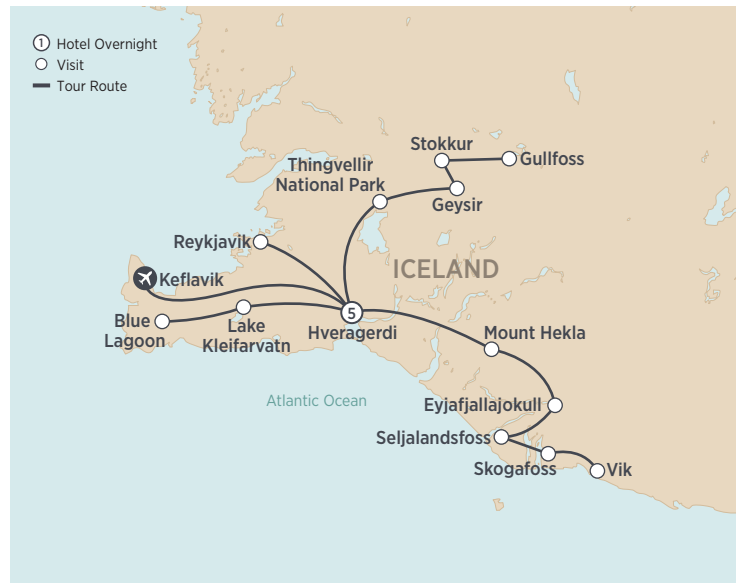 1 Hotel Overnight
Visit
Tour Route
Stokkur
Gullfoss
Thingvellir
National Park
Geysir
Reykjavik
ICELAND
Keflavik
5
Blue
Lagoon
Lake
Kleifarvatn
Hveragerdi
Mount Hekla
Atlantic Ocean
Eyjafjallajokull
Seljalandsfoss
Skogafoss
Vik